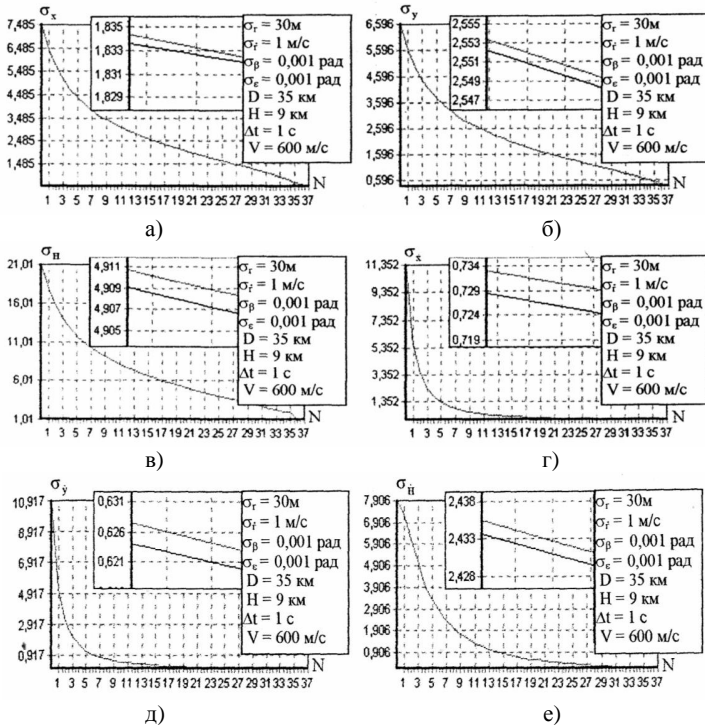 σx
7,485
6,485
5,485
4,485
3,485
2,485
1,485
1,835
1,833
1,831
1,829
σr = 30м
σṙ = 1 м/с
σβ = 0,001 рад
σε = 0,001 рад
D = 35 км
H = 9 км
Δt = 1 с
V = 600 м/с
N
1 3 5 7 9 11 13 15 17 19 21 23 25 27 29 31 33 35 37
а)
σy
6,596
5,596
4,596
3,596
2,596
1,596
0,596
2,555
2,553
2,551
2,549
2,547
σr = 30м
σṙ = 1 м/с
σβ = 0,001 рад
σε = 0,001 рад
D = 35 км
H = 9 км
Δt = 1 с
V = 600 м/с
N
1 3 5 7 9 11 13 15 17 19 21 23 25 27 29 31 33 35 37
б)
σH
21,01
16,01
11,01
6,01
1,01
4,911
4,909
4,907
4,905
σr = 30м
σṙ = 1 м/с
σβ = 0,001 рад
σε = 0,001 рад
D = 35 км
H = 9 км
Δt = 1 с
V = 600 м/с
N
1 3 5 7 9 11 13 15 17 19 21 23 25 27 29 31 33 35 37
в)
σx
11,352
9,352
7,352
5,352
3,352
1,352
0,734
0,729
0,724
0,719
σr = 30м
σṙ = 1 м/с
σβ = 0,001 рад
σε = 0,001 рад
D = 35 км
H = 9 км
Δt = 1 с
V = 600 м/с
N
1 3 5 7 9 11 13 15 17 19 21 23 25 27 29 31 33 35 37
г)
σẏ
10,917
8,917
6,917
4,917
2,917
0,917
0,631
0,626
0,621
σr = 30м
σṙ = 1 м/с
σβ = 0,001 рад
σε = 0,001 рад
D = 35 км
H = 9 км
Δt = 1 с
V = 600 м/с
N
1 3 5 7 9 11 13 15 17 19 21 23 25 27 29 31 33 35 37
д)
σḢ
7,906
6,906
5,906
4,906
3,906
2,906
1,906
0,906
2,438
2,433
2,428
σr = 30м
σṙ = 1 м/с
σβ = 0,001 рад
σε = 0,001 рад
D = 35 км
H = 9 км
Δt = 1 с
V = 600 м/с
N
1 3 5 7 9 11 13 15 17 19 21 23 25 27 29 31 33 35 37
е)